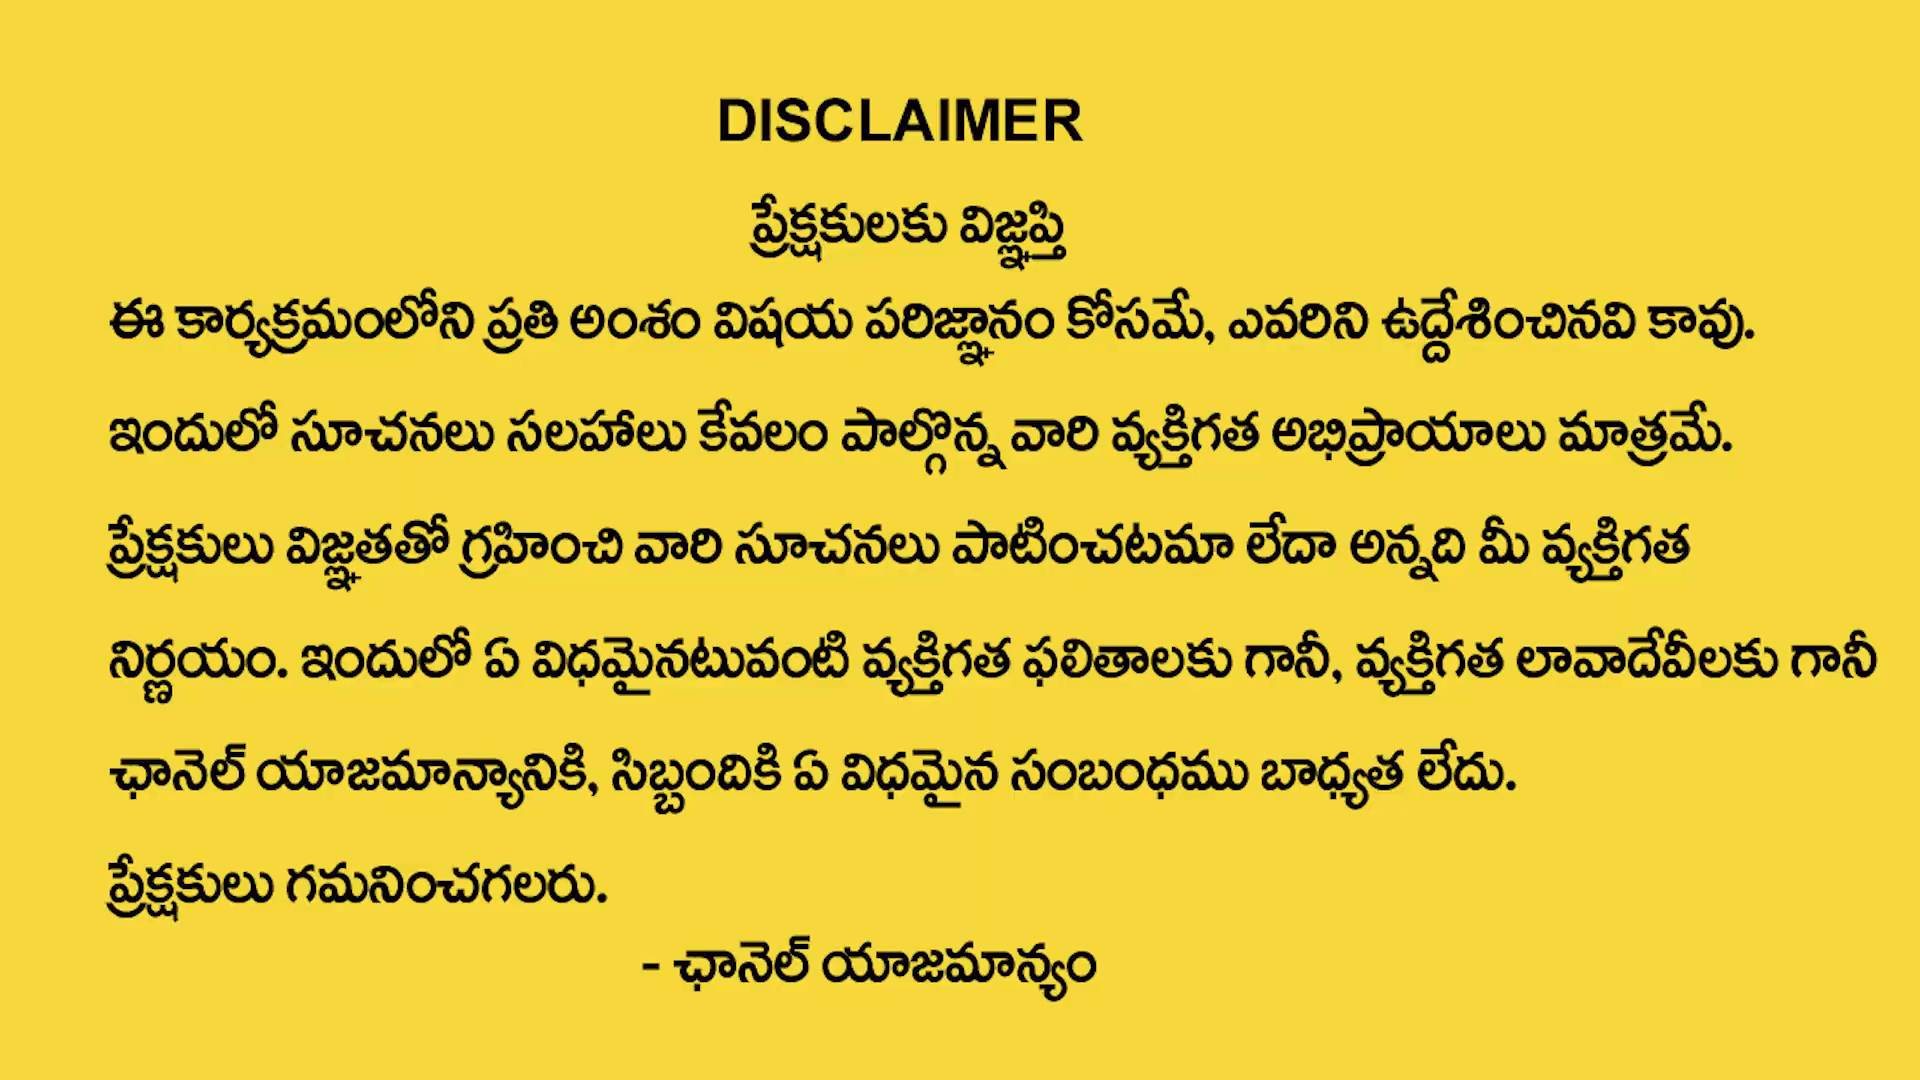 DISCLAIMER
ప్రేక్షకులకు విజ్ఞప్తి
ఈ కార్యక్రమంలోని ప్రతి అంశం విషయ పరిజ్ఞానం కోసమే, ఎవరిని ఉద్దేశించినవి కావు.
ఇందులో సూచనలు సలహాలు కేవలం పాల్గొన్న వారి వ్యక్తిగత అభిప్రాయాలు మాత్రమే.
ప్రేక్షకులు విజ్ఞతతో గ్రహించి వారి సూచనలు పాటించటమా లేదా అన్నది మీ వ్యక్తిగత
నిర్ణయం. ఇందులో ఏ విధమైనటువంటి వ్యక్తిగత ఫలితాలకు గానీ, వ్యక్తిగత లావాదేవీలకు గానీ
ఛానెల్ యాజమాన్యానికి, సిబ్బందికి ఏ విధమైన సంబంధము బాధ్యత లేదు.
ప్రేక్షకులు గమనించగలరు.
- ఛానెల్ యాజమాన్యం